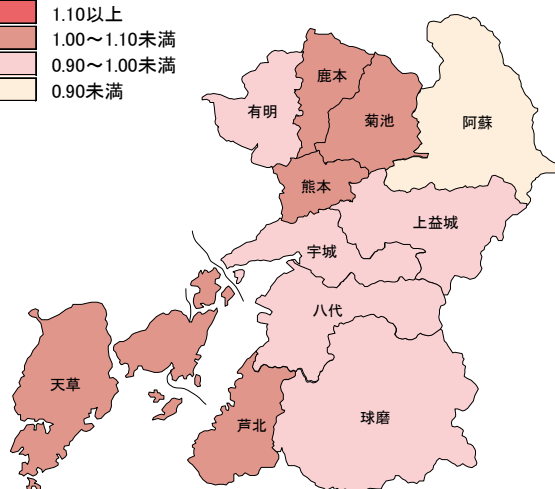 1.10以上
1.00～1.10未満
0.90～1.00未満
0.90未満
鹿本
有明
菊池
阿蘇
熊本
上益城
宇城
八代
天草
芦北
球磨